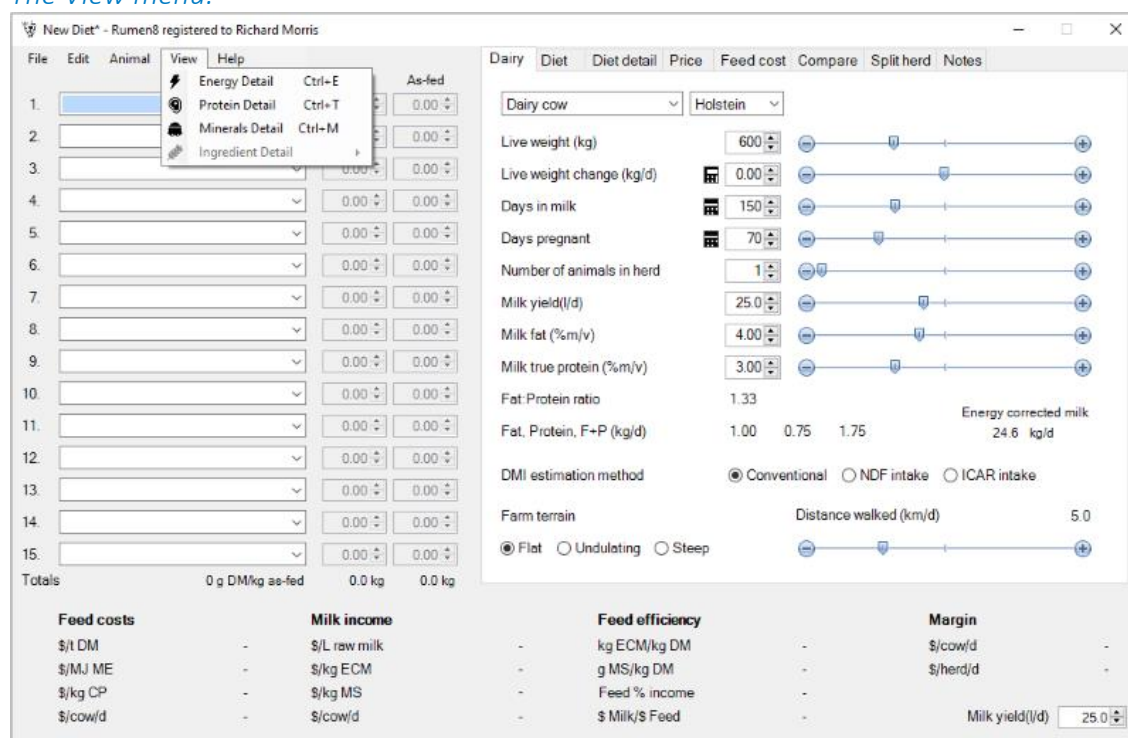 The View menu.
New Diet* - Rumen8 registered to Richard Morris
File Edit Animal View Help
Energy Detail Ctrl+E
Protein Detail Ctrl+T
Minerals Detail Ctrl+M
Ingredient Detail
As-fed
1. 0.00
2. 0.00
3. 0.00 0.00
4. 0.00 0.00
5. 0.00 0.00
6. 0.00 0.00
7. 0.00 0.00
8. 0.00 0.00
9. 0.00 0.00
10. 0.00 0.00
11. 0.00 0.00
12. 0.00 0.00
13. 0.00 0.00
14. 0.00 0.00
15. 0.00 0.00
Totals 0 g DM/kg as-fed 0.0 kg 0.0 kg
Dairy Diet Diet detail Price Feed cost Compare Split herd Notes
Dairy cow Holstein
Live weight (kg) 600
Live weight change (kg/d) 0.00
Days in milk 150
Days pregnant 70
Number of animals in herd 1
Milk yield(l/d) 25.0
Milk fat (%m/v) 4.00
Milk true protein (%m/v) 3.00
Fat:Protein ratio 1.33
Energy corrected milk
Fat, Protein, F+P (kg/d) 1.00 0.75 1.75 24.6 kg/d
DMI estimation method Conventional NDF intake ICAR intake
Farm terrain Distance walked (km/d) 5.0
Flat Undulating Steep
Feed costs Milk income Feed efficiency Margin
$/t DM - $/L raw milk - kg ECM/kg DM - $/cow/d -
$/MJ ME - $/kg ECM - g MS/kg DM - $/herd/d -
$/kg CP - $/kg MS - Feed % income -
$/cow/d - $/cow/d - $ Milk/$ Feed - Milk yield(l/d) 25.0